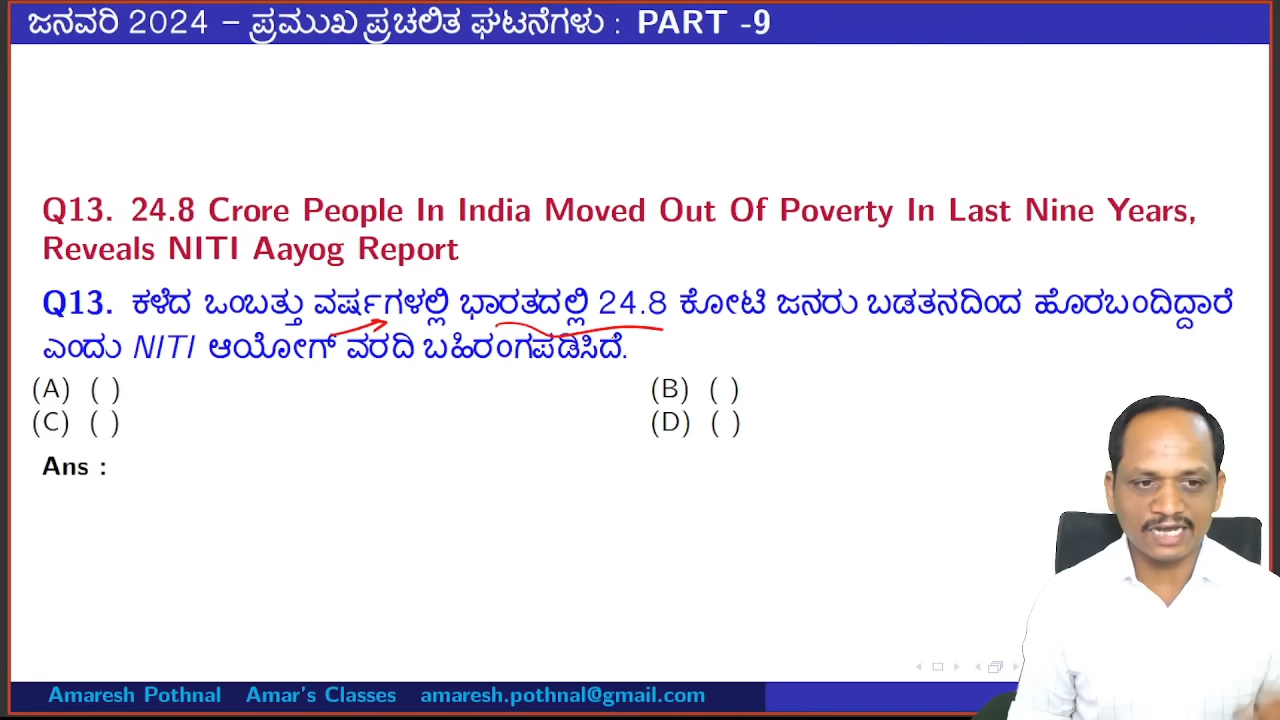 ಜನವರಿ 2024 – ಪ್ರಮುಖ ಪ್ರಚಲಿತ ಘಟನೆಗಳು : PART -9
Q13. 24.8 Crore People In India Moved Out Of Poverty In Last Nine Years,
Reveals NITI Aayog Report
Q13. ಕಳೆದ ಒಂಬತ್ತು ವರ್ಷಗಳಲ್ಲಿ ಭಾರತದಲ್ಲಿ 24.8 ಕೋಟಿ ಜನರು ಬಡತನದಿಂದ ಹೊರಬಂದಿದ್ದಾರೆ
ಎಂದು NITI ಆಯೋಗ್ ವರದಿ ಬಹಿರಂಗಪಡಿಸಿದೆ.
(A) ( ) (B) ( )
(C) ( ) (D) ( )
Ans :
Amaresh Pothnal Amar's Classes amaresh.pothnal@gmail.com